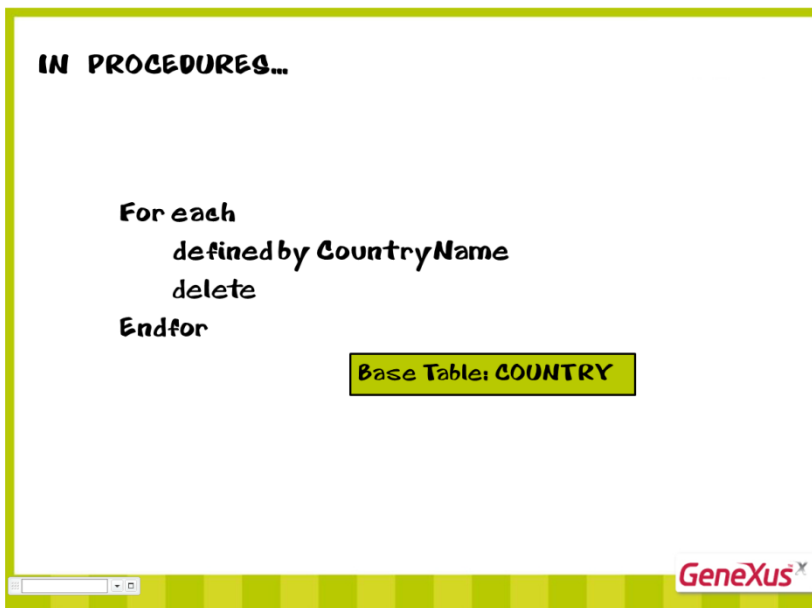 IN PROCEDURES...
For each
defined by CountryName
delete
Endfor
Base Table: COUNTRY
GeneXus X